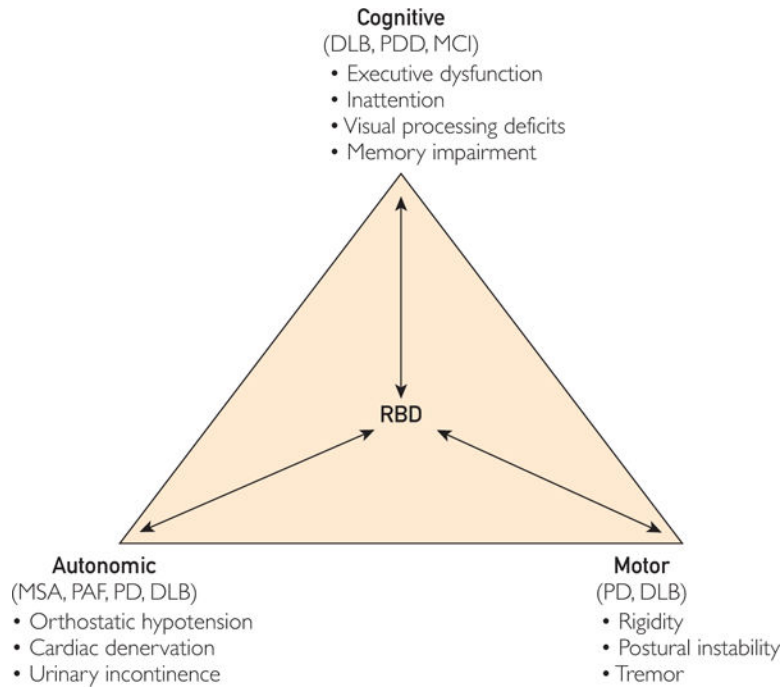 Cognitive
(DLB, PDD, MCI)
• Executive dysfunction
• Inattention
• Visual processing deficits
• Memory impairment
RBD
Autonomic
(MSA, PAF, PD, DLB)
• Orthostatic hypotension
• Cardiac denervation
• Urinary incontinence
Motor
(PD, DLB)
• Rigidity
• Postural instability
• Tremor